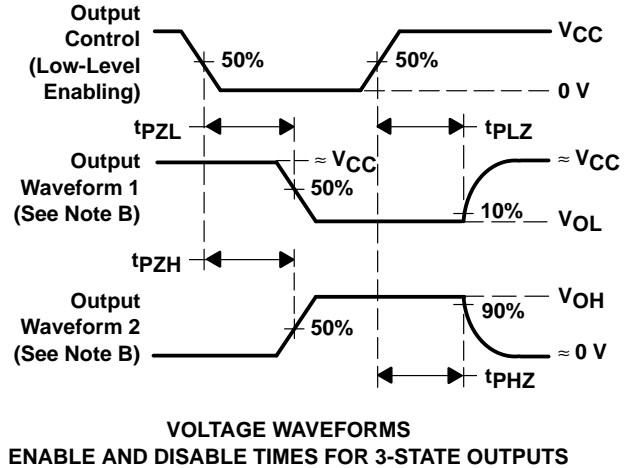 Output
Control
(Low-Level
Enabling)
50%
50%
VCC
0 V
tPZL
tPLZ
Output
Waveform 1
(See Note B)
≈ VCC
50%
≈ VCC
10%
VOL
tPZH
Output
Waveform 2
(See Note B)
50%
VOH
90%
≈ 0 V
tPHZ
VOLTAGE WAVEFORMS
ENABLE AND DISABLE TIMES FOR 3-STATE OUTPUTS